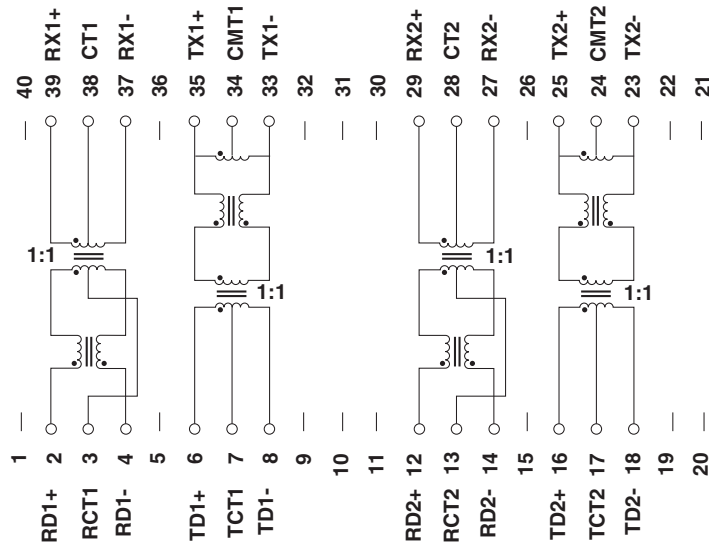 40
39 RX1+
38 CT1
37 RX1-
36
35 TX1+
34 CMT1
33 TX1-
32
31
30
29 RX2+
28 CT2
27 RX2-
26
25 TX2+
24 CMT2
23 TX2-
22
21
1:1
1:1
1:1
1:1
1
2 RD1+
3 RCT1
4 RD1-
5
6 TD1+
7 TCT1
8 TD1-
9
10
11
12 RD2+
13 RCT2
14 RD2-
15
16 TD2+
17 TCT2
18 TD2-
19
20